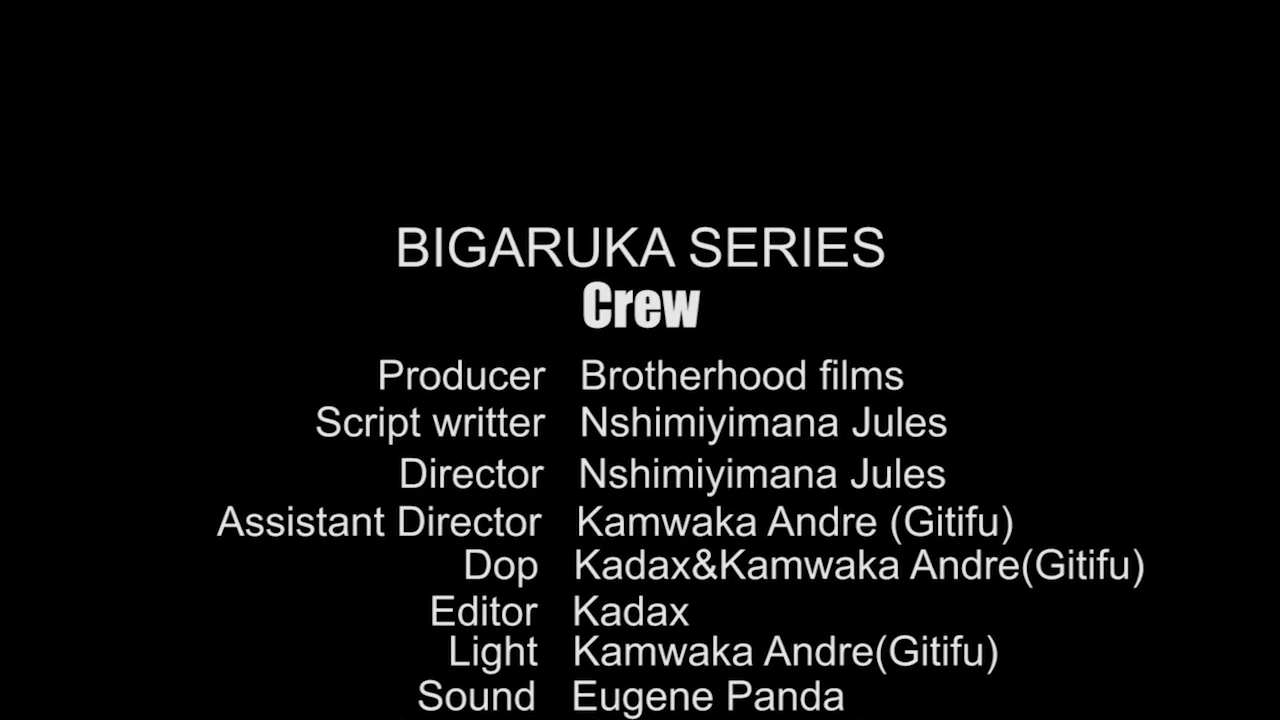 BIGARUKA SERIES
Crew
Producer Brotherhood films
Script writter Nshimiyimana Jules
Director Nshimiyimana Jules
Assistant Director Kamwaka Andre (Gitifu)
Dop Kadax&Kamwaka Andre(Gitifu)
Editor Kadax
Light Kamwaka Andre(Gitifu)
Sound Eugene Panda